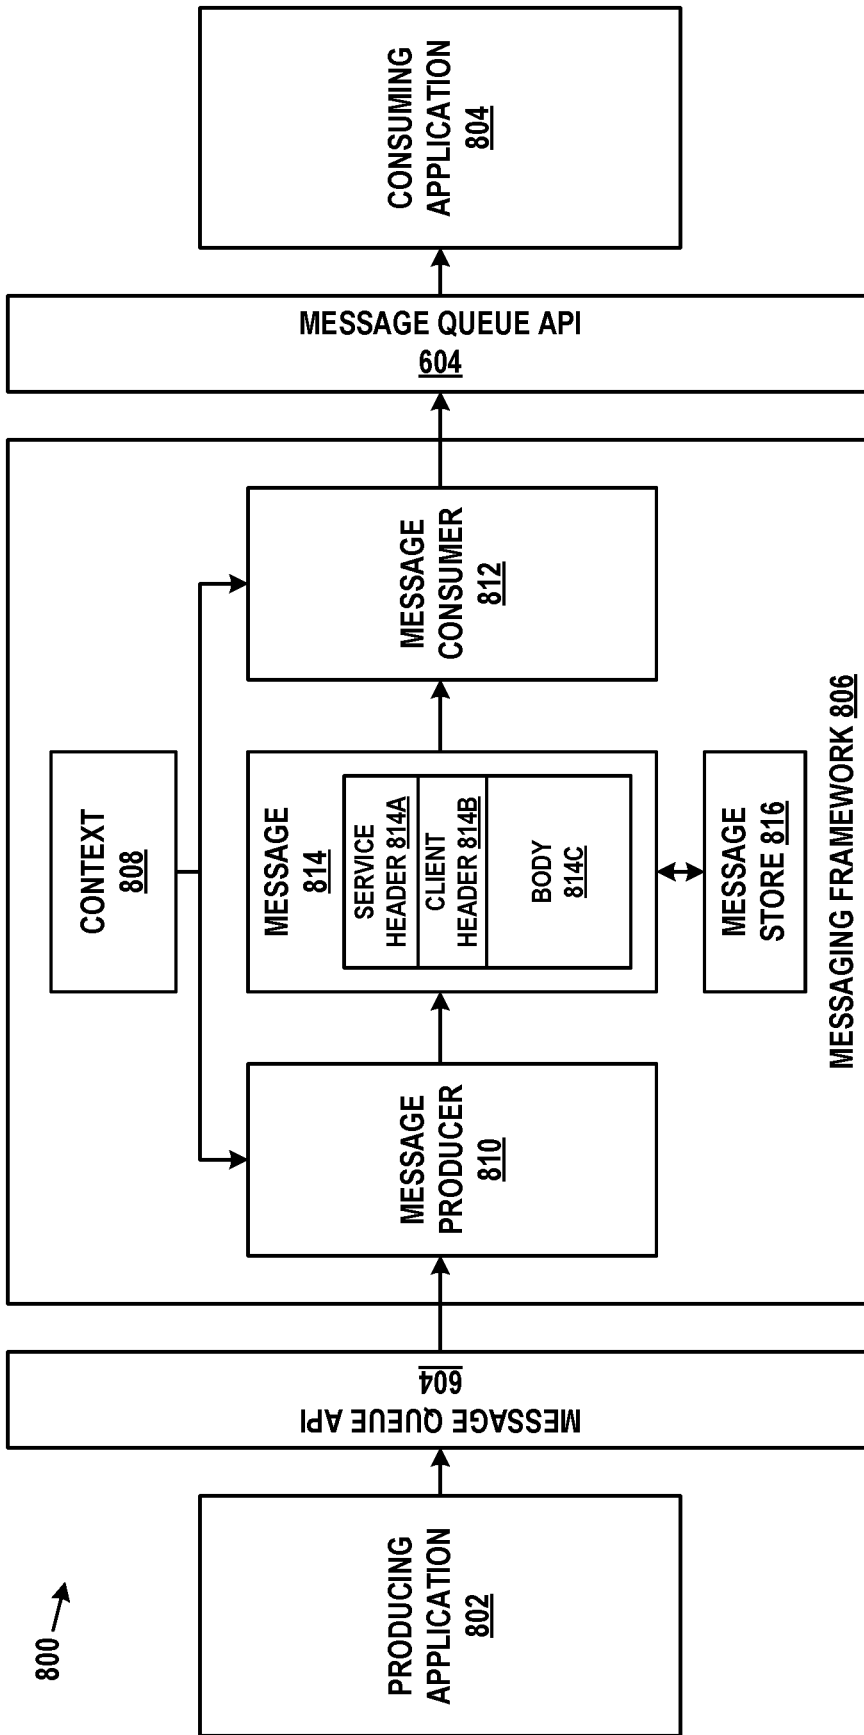 800
PRODUCING
APPLICATION
802
MESSAGE QUEUE API
604
CONTEXT
808
MESSAGE
PRODUCER
810
MESSAGE
814
SERVICE
HEADER 814A
CLIENT
HEADER 814B
BODY
814C
MESSAGE
CONSUMER
812
MESSAGE
STORE 816
MESSAGING FRAMEWORK 806
MESSAGE QUEUE API
604
CONSUMING
APPLICATION
804